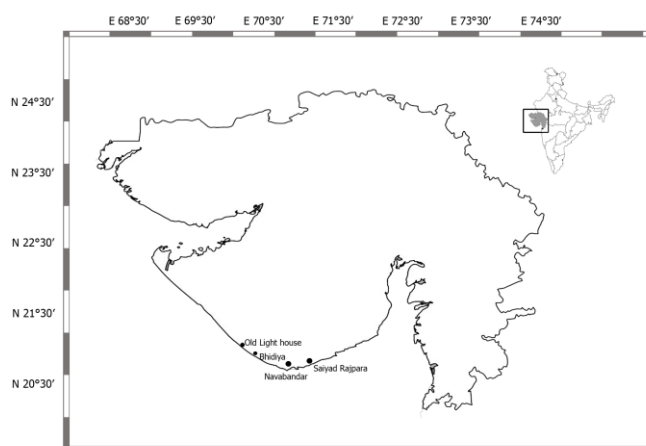 E 68°30′ E 69°30′ E 70°30′ E 71°30′ E 72°30′ E 73°30′ E 74°30′
N 24°30′
N 23°30′
N 22°30′
N 21°30′
Old Light house
Bhidiya
Saiyad Rajpara
Navabandar
N 20°30′